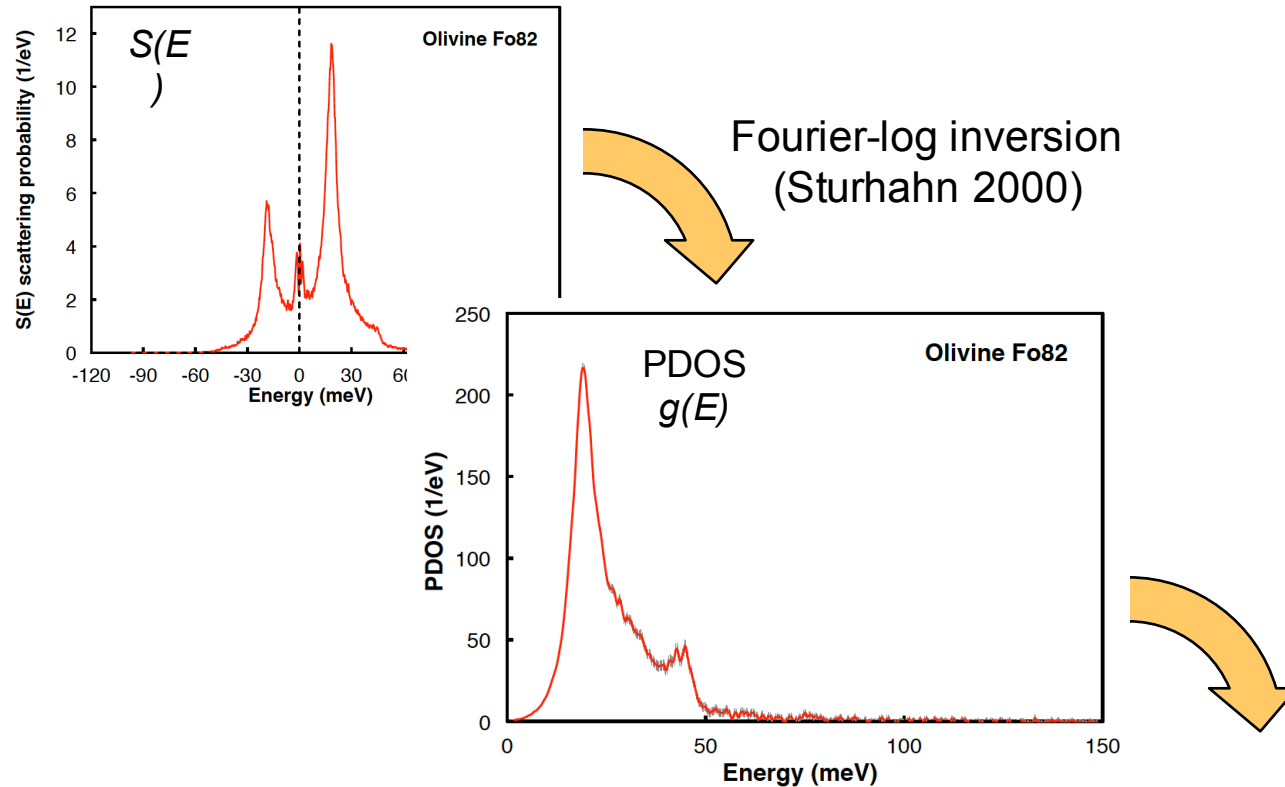 S(E
)
Olivine Fo82
S(E) scattering probability (1/eV)
12
10
8
6
4
2
0
-120 -90 -60 -30 0 30
Energy (meV)
Fourier-log inversion
(Sturhahn 2000)
PDOS
g(E)
Olivine Fo82
PDOS (1/eV)
250
200
150
100
50
0
0 50 100 150
Energy (meV)